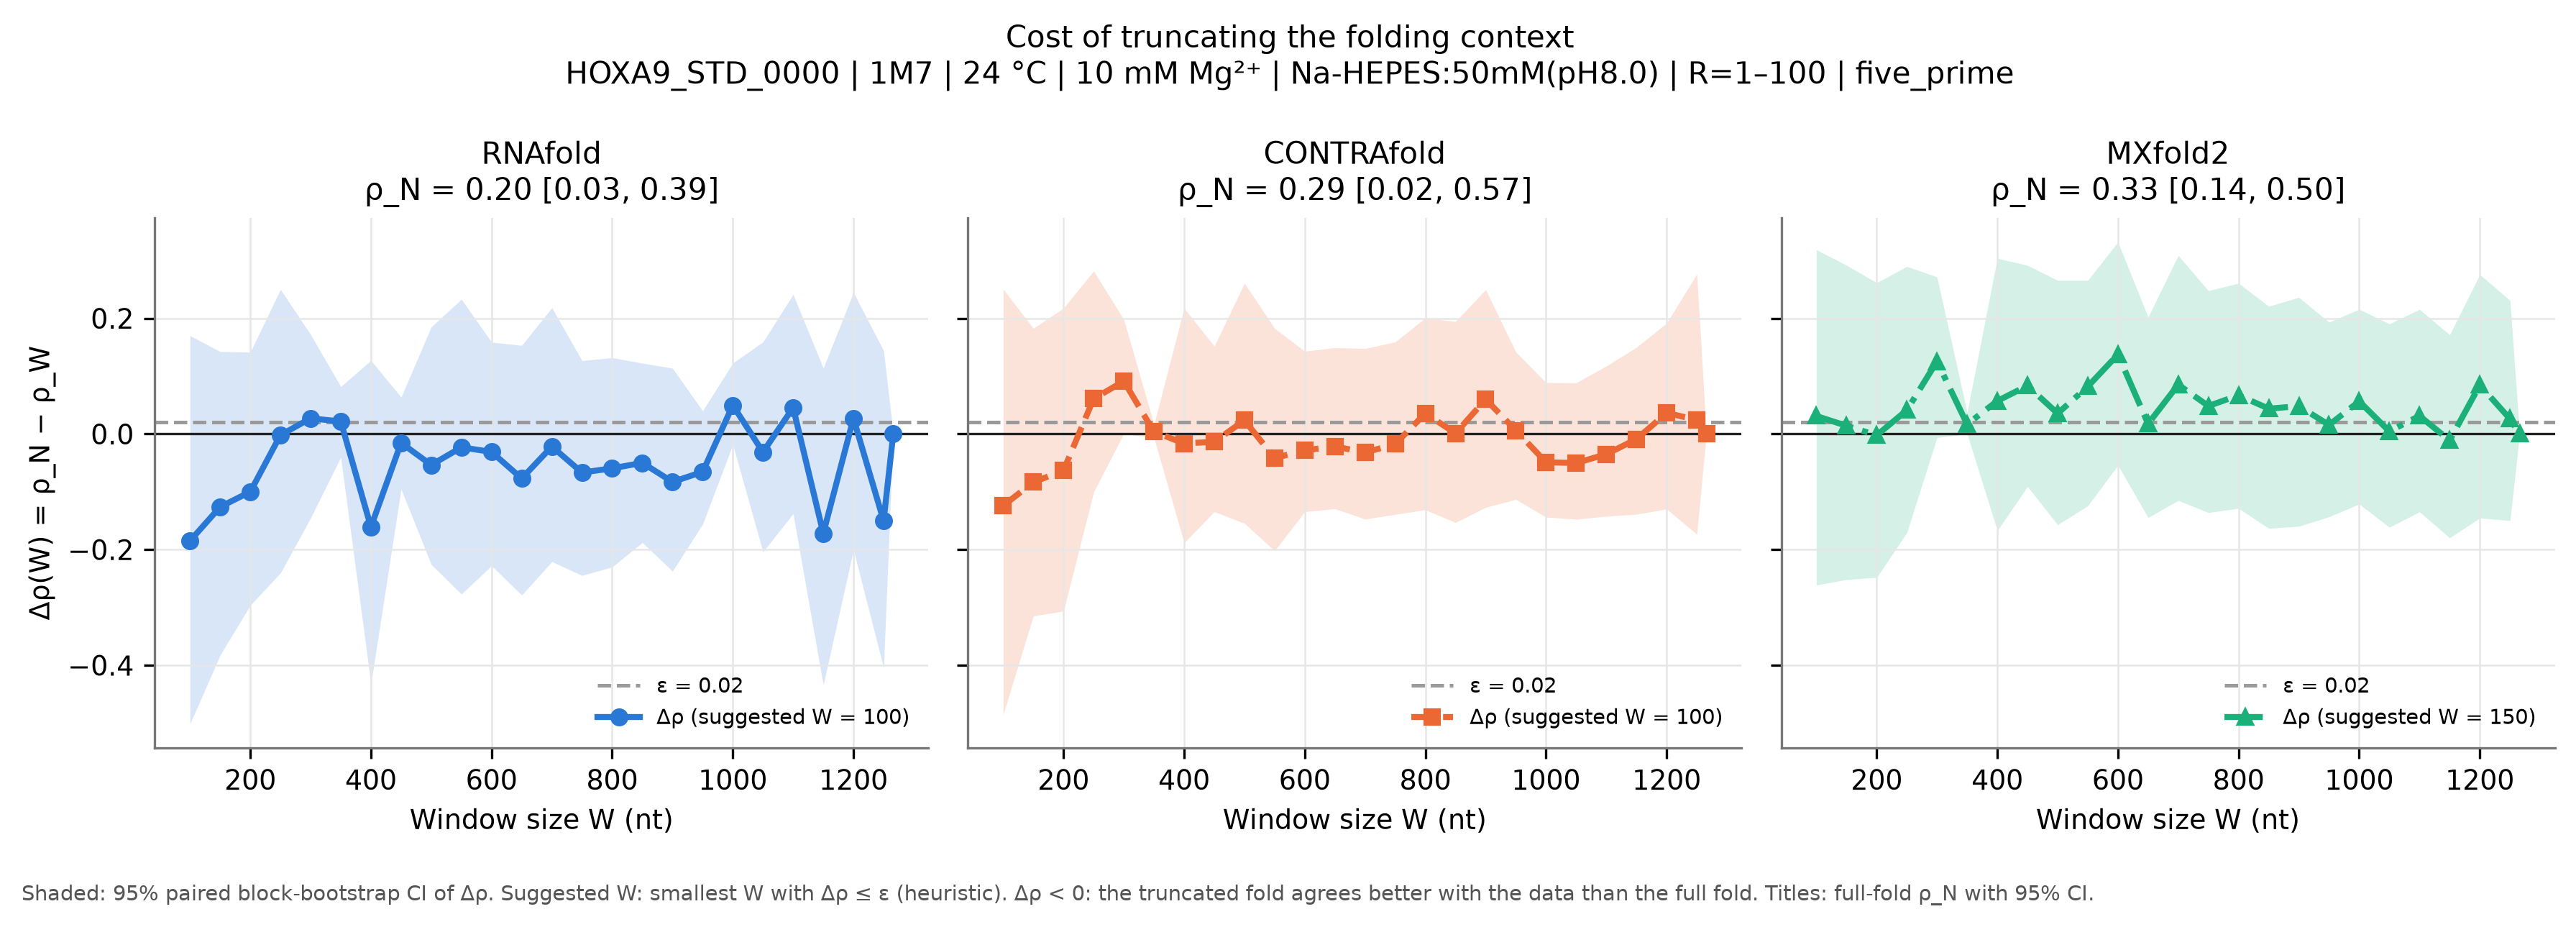 Cost of truncating the folding context
HOXA9_STD_0000 | 1M7 | 24 °C | 10 mM Mg²⁺ | Na-HEPES:50mM(pH8.0) | R=1–100 | five_prime
RNAfold
ρ_N = 0.20 [0.03, 0.39]
CONTRAfold
ρ_N = 0.29 [0.02, 0.57]
MXfold2
ρ_N = 0.33 [0.14, 0.50]
Δρ(W) = ρ_N − ρ_W
0.2
0.0
−0.2
−0.4
ε = 0.02
Δρ (suggested W = 100)
ε = 0.02
Δρ (suggested W = 100)
ε = 0.02
Δρ (suggested W = 150)
200 400 600 800 1000 1200
200 400 600 800 1000 1200
200 400 600 800 1000 1200
Window size W (nt)
Window size W (nt)
Window size W (nt)
Shaded: 95% paired block-bootstrap CI of Δρ. Suggested W: smallest W with Δρ ≤ ε (heuristic). Δρ < 0: the truncated fold agrees better with the data than the full fold. Titles: full-fold ρ_N with 95% CI.